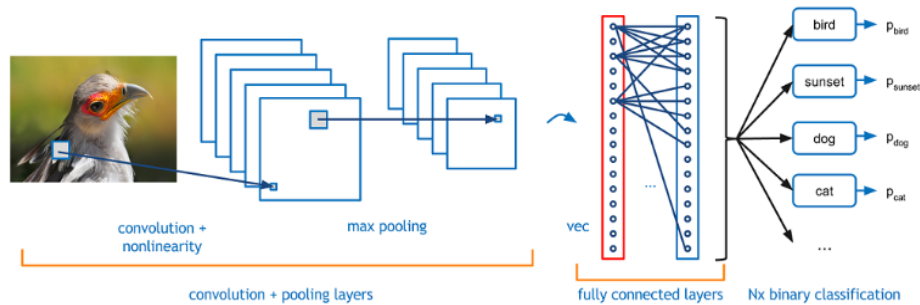 bird
p_bird
sunset
p_sunset
dog
p_dog
cat
p_cat
...
...
convolution +
nonlinearity
max pooling
vec
convolution + pooling layers
fully connected layers
Nx binary classification